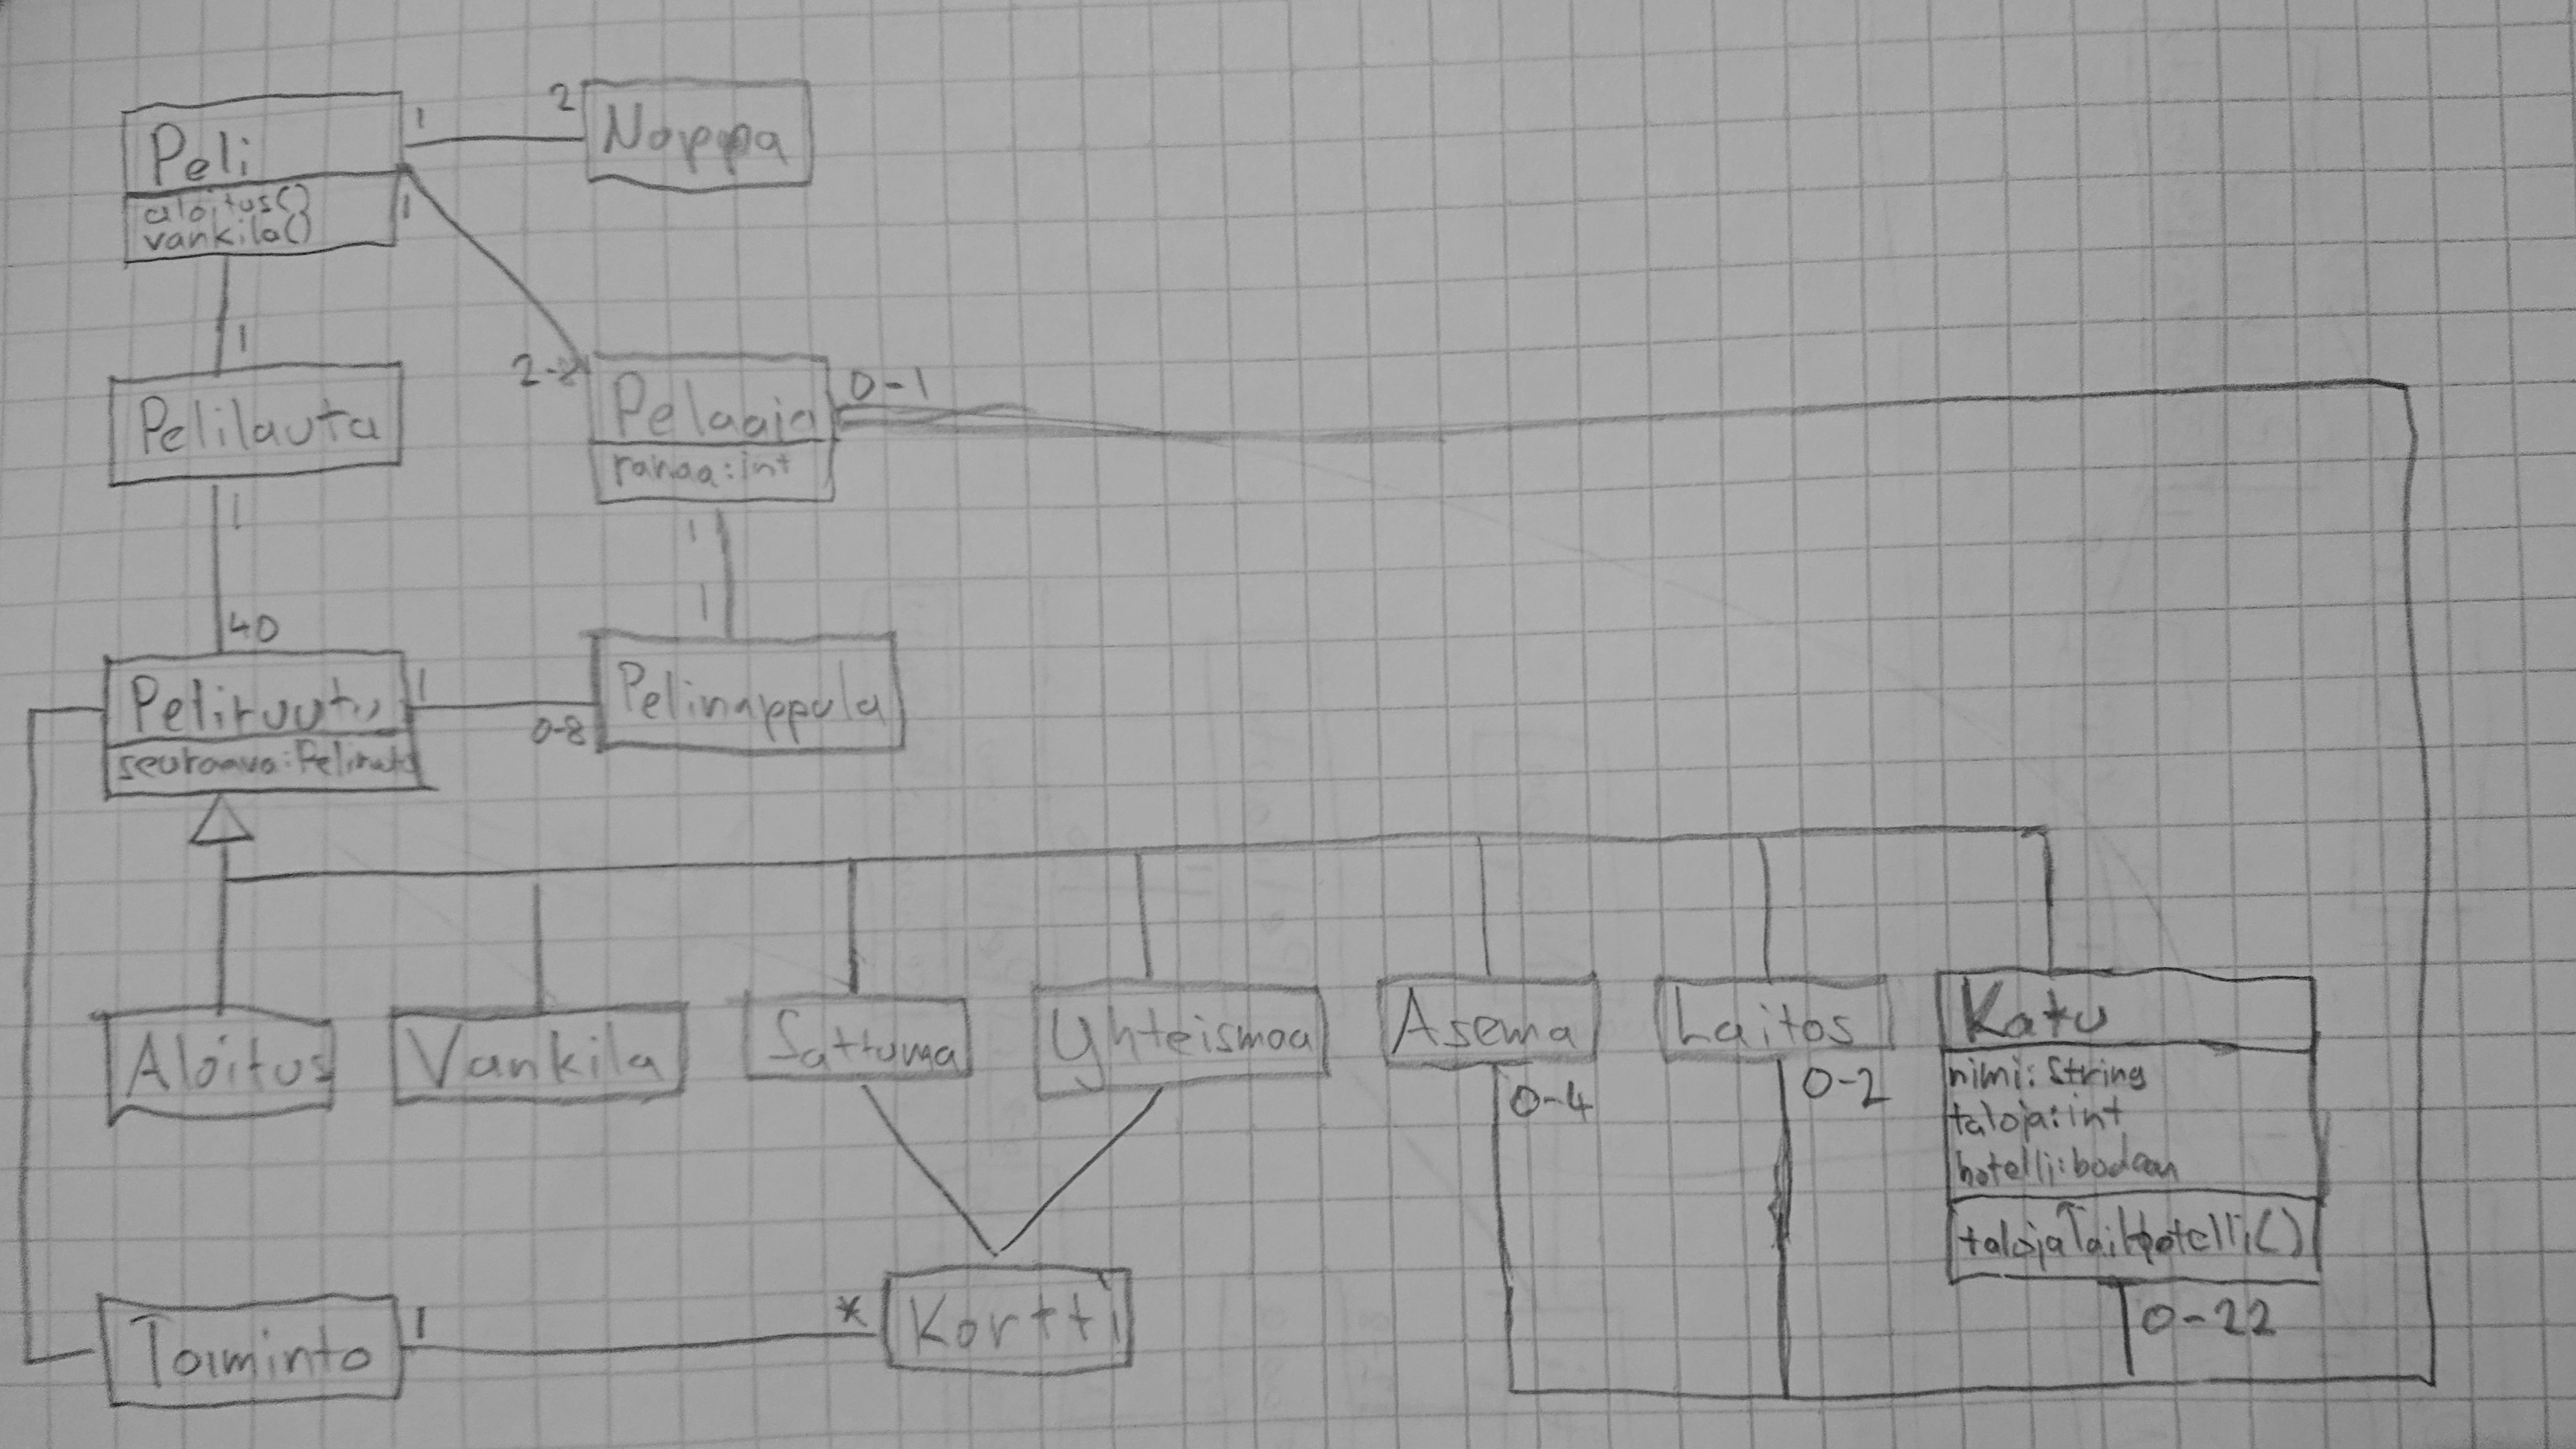 Peli
aloitus()
vankila()
1
2
Noppa
1
1
2-8
Pelilauta
1
Pelaaja
rahaa:int
0-1
1
1
40
Peliruutu
seuraava:Peliruutu
1
0-8
Pelinappula
Aloitus
Vankila
Sattuma
Yhteismaa
Asema
0-4
Laitos
0-2
Katu
nimi: String
taloja:int
hotelli:boolean
talojaTaiHotelli()
0-22
Toiminto
1
*
Kortti